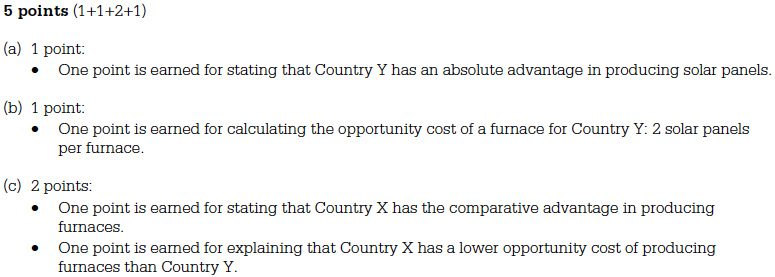 5 points (1+1+2+1)
(a) 1 point:
• One point is earned for stating that Country Y has an absolute advantage in producing solar panels.
(b) 1 point:
• One point is earned for calculating the opportunity cost of a furnace for Country Y: 2 solar panels
per furnace.
(c) 2 points:
• One point is earned for stating that Country X has the comparative advantage in producing
furnaces.
• One point is earned for explaining that Country X has a lower opportunity cost of producing
furnaces than Country Y.